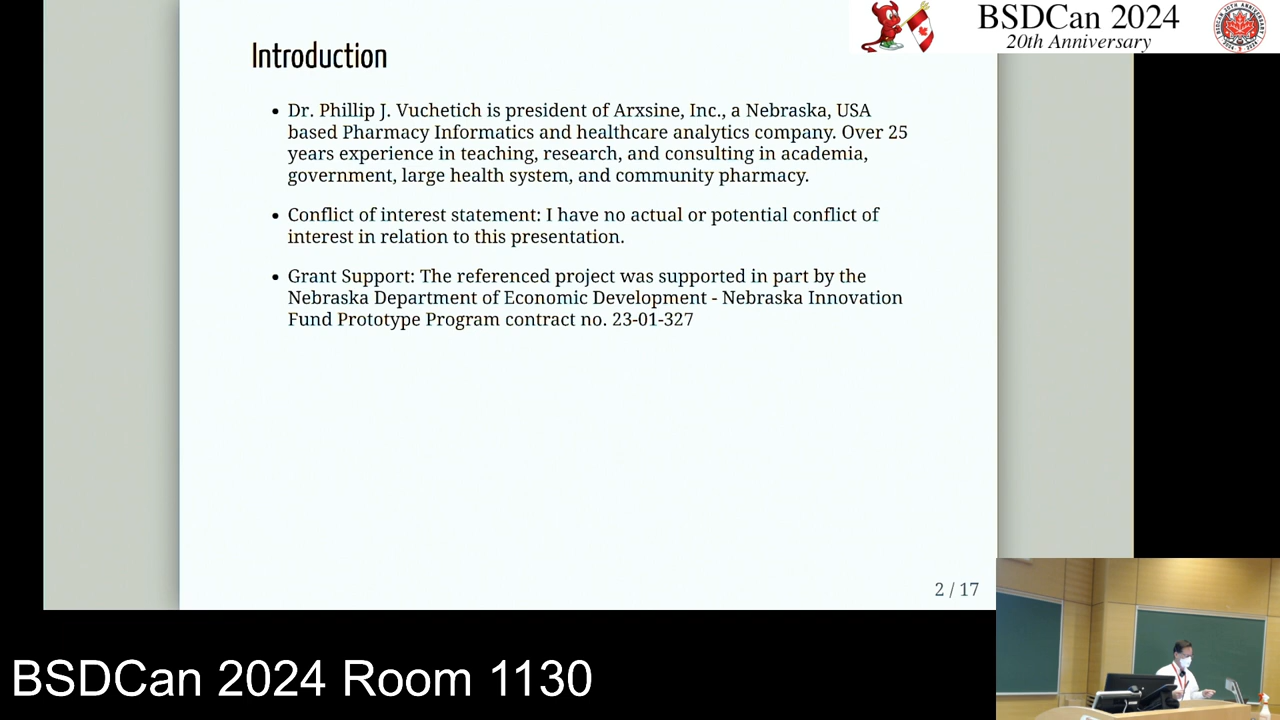 BSDCan 2024
20th Anniversary
Introduction
• Dr. Phillip J. Vuchetich is president of Arxsine, Inc., a Nebraska, USA
based Pharmacy Informatics and healthcare analytics company. Over 25
years experience in teaching, research, and consulting in academia,
government, large health system, and community pharmacy.
• Conflict of interest statement: I have no actual or potential conflict of
interest in relation to this presentation.
• Grant Support: The referenced project was supported in part by the
Nebraska Department of Economic Development - Nebraska Innovation
Fund Prototype Program contract no. 23-01-327
2 / 17
BSDCan 2024 Room 1130